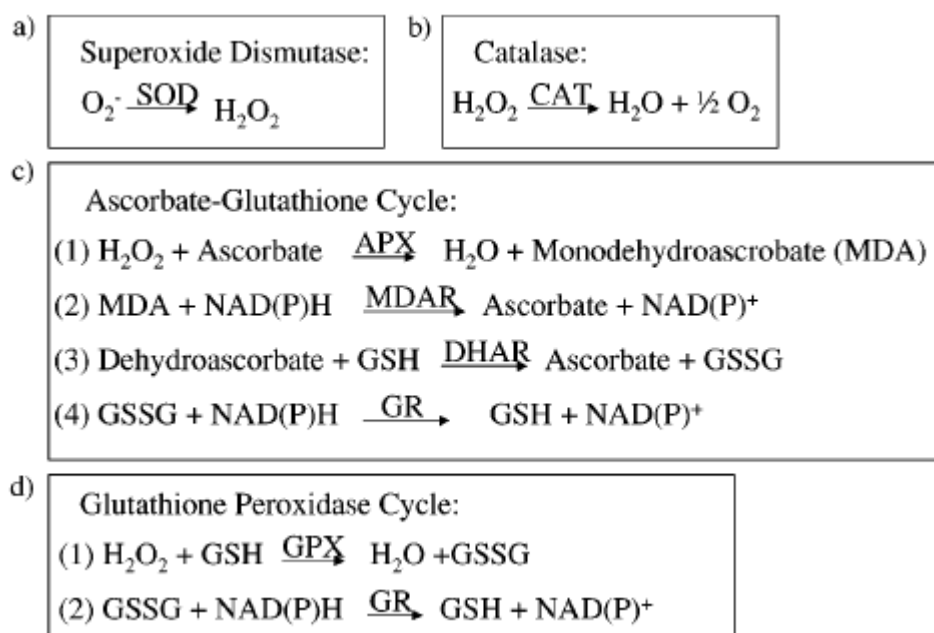 a) Superoxide Dismutase:
O₂⁻ SOD→ H₂O₂
b) Catalase:
H₂O₂ CAT→ H₂O + ½ O₂
c) Ascorbate-Glutathione Cycle:
(1) H₂O₂ + Ascorbate APX→ H₂O + Monodehydroascrobate (MDA)
(2) MDA + NAD(P)H MDAR→ Ascorbate + NAD(P)⁺
(3) Dehydroascorbate + GSH DHAR→ Ascorbate + GSSG
(4) GSSG + NAD(P)H GR→ GSH + NAD(P)⁺
d) Glutathione Peroxidase Cycle:
(1) H₂O₂ + GSH GPX→ H₂O +GSSG
(2) GSSG + NAD(P)H GR→ GSH + NAD(P)⁺